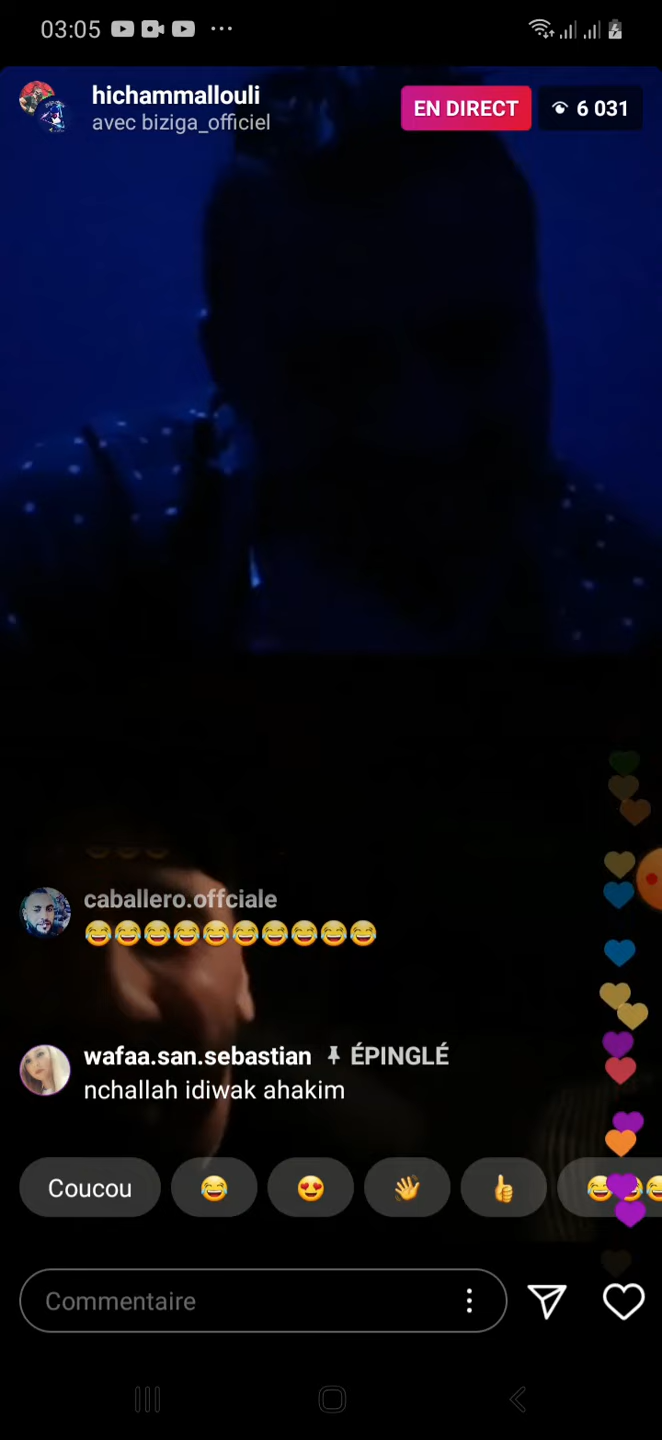 03:05
hichammallouli
avec biziga_officiel
EN DIRECT
6 031
caballero.offciale
😂😂😂😂😂😂😂😂😂😂
wafaa.san.sebastian ÉPINGLÉ
nchallah idiwak ahakim
Coucou
Commentaire